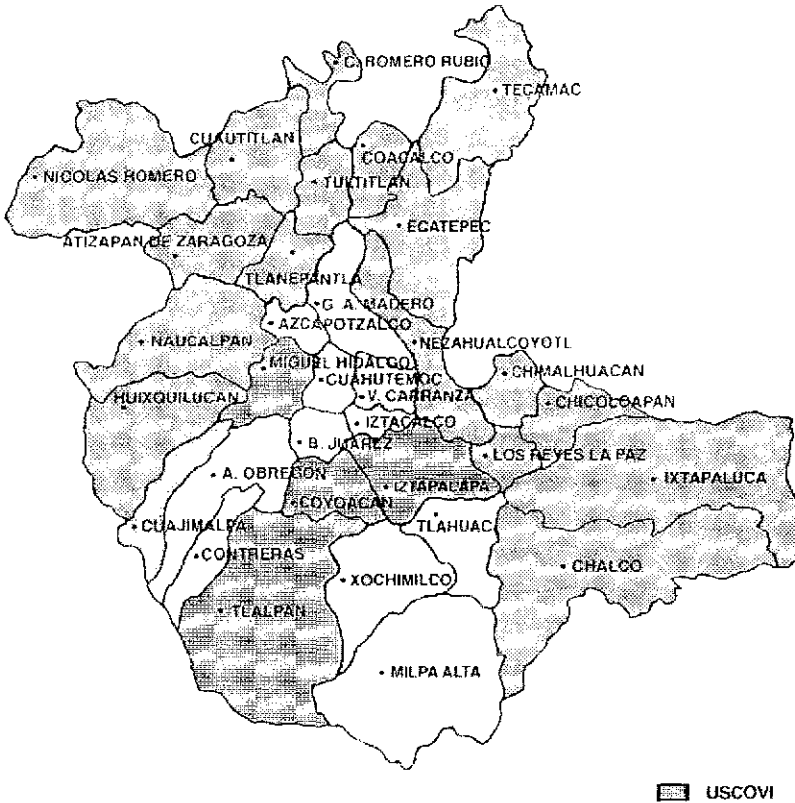 C. ROMERO RUBIO
TECAMAC
CUAUTITLAN
COACALCO
NICOLAS ROMERO
TULTITLAN
ECATEPEC
ATIZAPAN DE ZARAGOZA
TLANEPANTLA
G. A. MADERO
AZCAPOTZALCO
NAUCALPAN
NEZAHUALCOYOTL
MIGUEL HIDALGO
CHIMALHUACAN
CUAHUTEMOC
HUIXQUILUCAN
V. CARRANZA
CHICOLOAPAN
IZTACALCO
B. JUAREZ
LOS REYES LA PAZ
A. OBREGON
IXTAPALUCA
IZTAPALAPA
COYOACAN
TLAHUAC
CUAJIMALPA
CONTRERAS
CHALCO
XOCHIMILCO
TLALPAN
MILPA ALTA
USCOVI